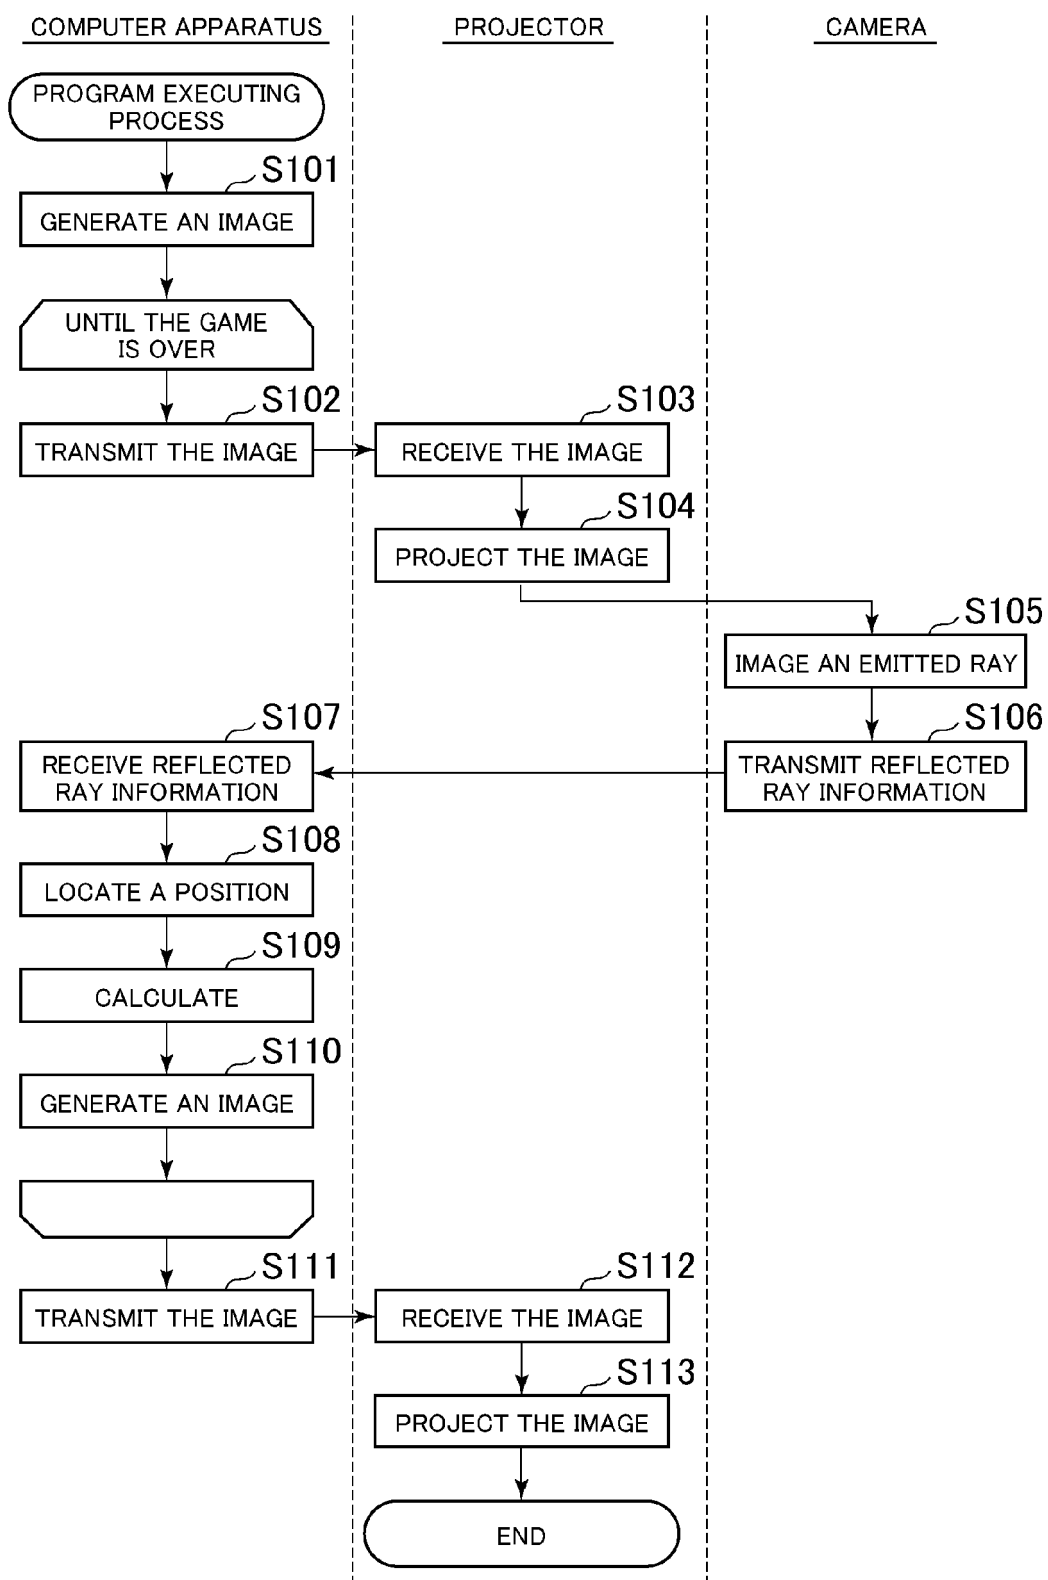 COMPUTER APPARATUS
PROJECTOR
CAMERA
PROGRAM EXECUTING
PROCESS
S101
GENERATE AN IMAGE
UNTIL THE GAME
IS OVER
S102
TRANSMIT THE IMAGE
S103
RECEIVE THE IMAGE
S104
PROJECT THE IMAGE
S105
IMAGE AN EMITTED RAY
S106
TRANSMIT REFLECTED
RAY INFORMATION
S107
RECEIVE REFLECTED
RAY INFORMATION
S108
LOCATE A POSITION
S109
CALCULATE
S110
GENERATE AN IMAGE
S111
TRANSMIT THE IMAGE
S112
RECEIVE THE IMAGE
S113
PROJECT THE IMAGE
END